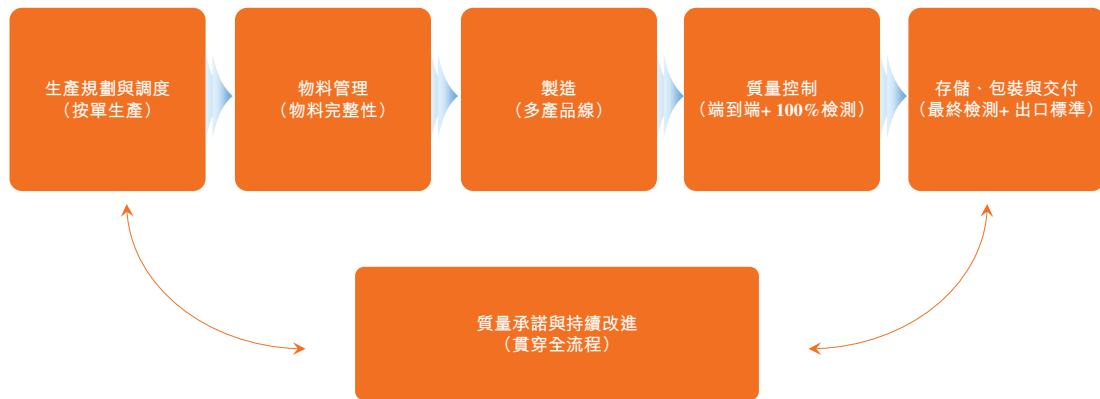 生產規劃與調度
（按單生產）
物料管理
（物料完整性）
製造
（多產品線）
質量控制
（端到端+ 100%檢測）
存儲、包裝與交付
（最終檢測+ 出口標準）
質量承諾與持續改進
（貫穿全流程）